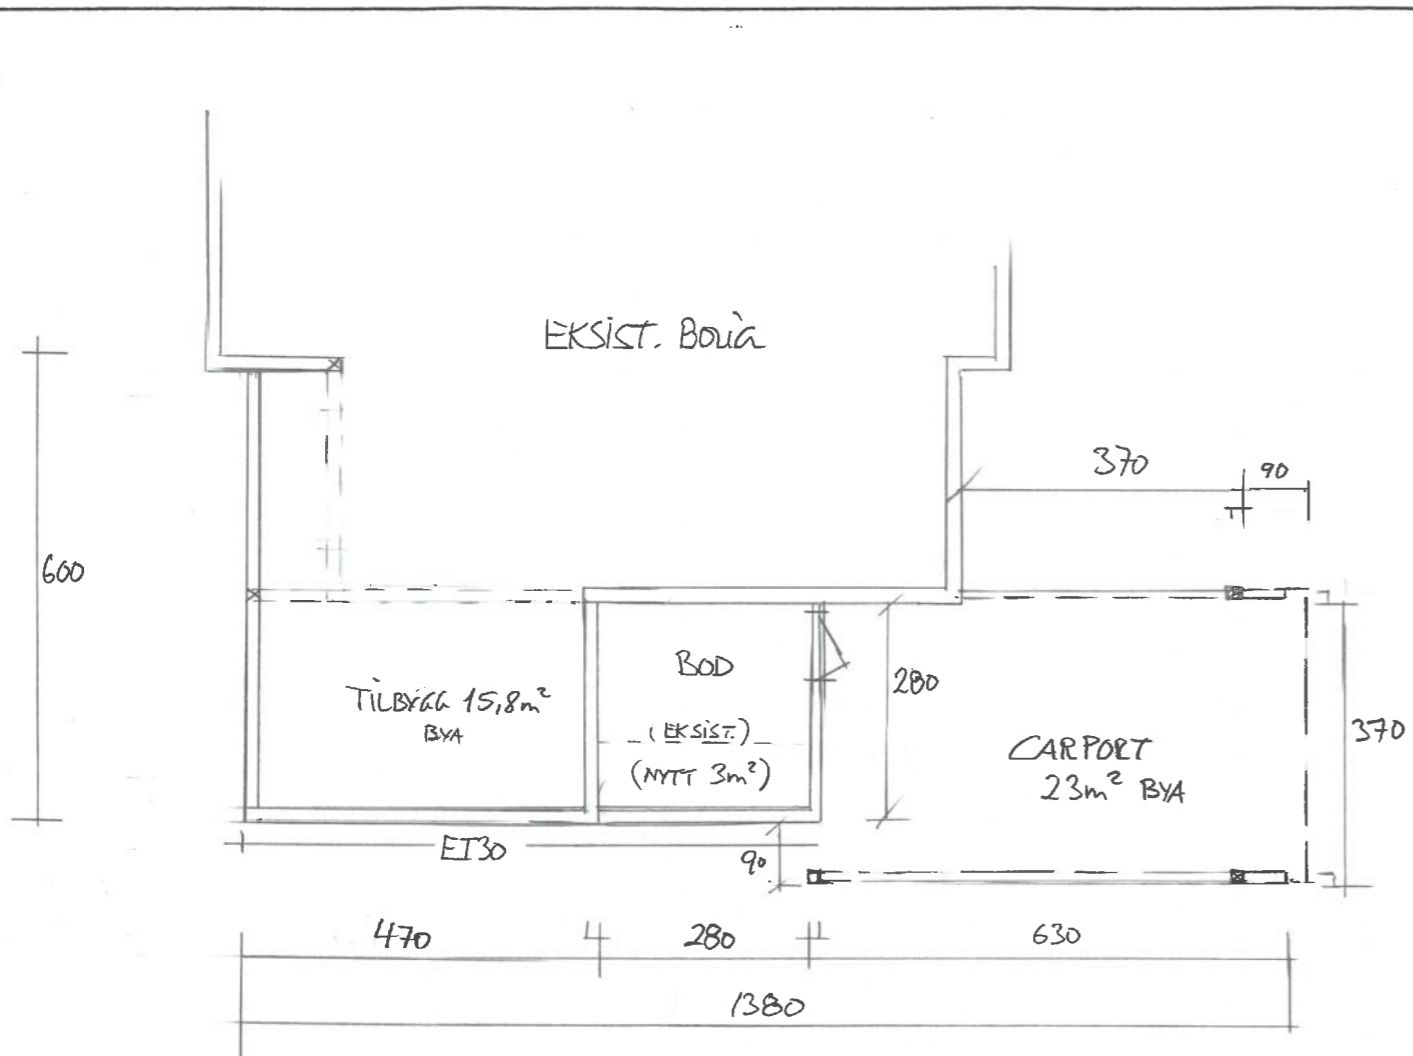 EKSIST. BOLIG
370
90
600
BOD
280
TILBYGG 15,8m²
BYA
(EKSIST.)
(NYTT 3m²)
370
CARPORT
23m² BYA
EI30
90
470
280
630
1380